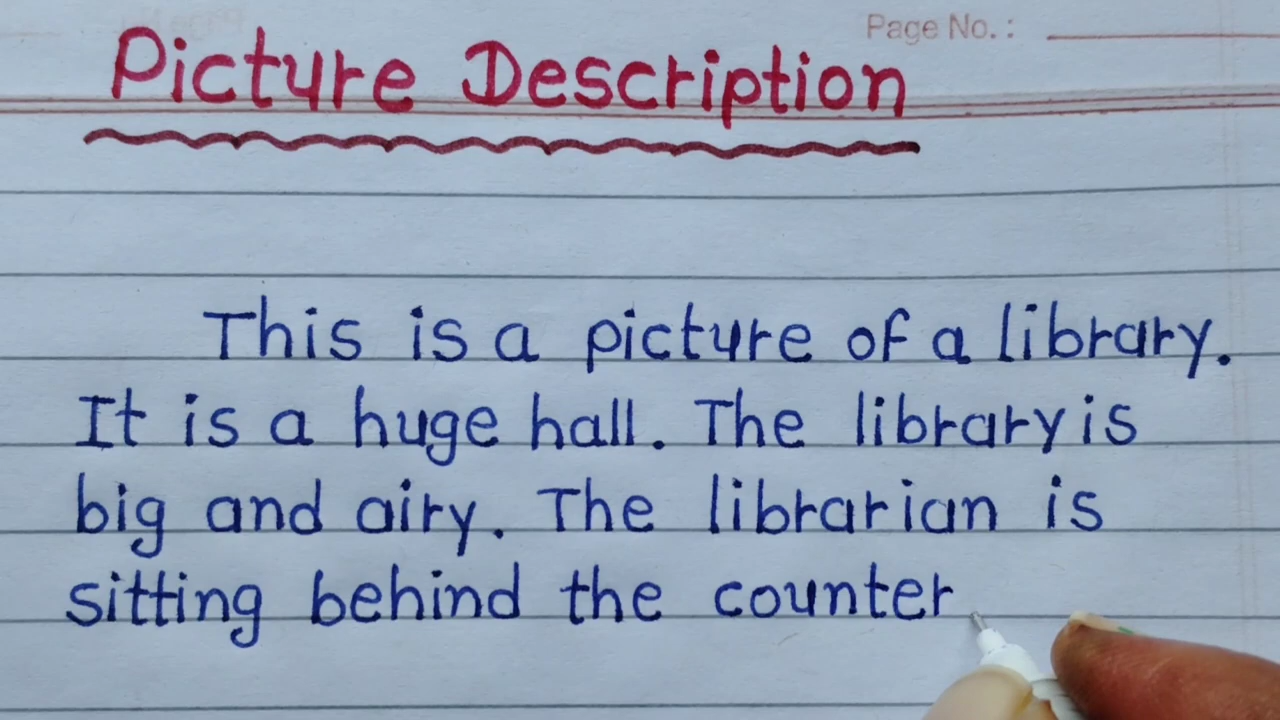 Page No.:
Picture Description
This is a picture of a library.
It is a huge hall. The library is
big and airy. The librarian is
sitting behind the counter